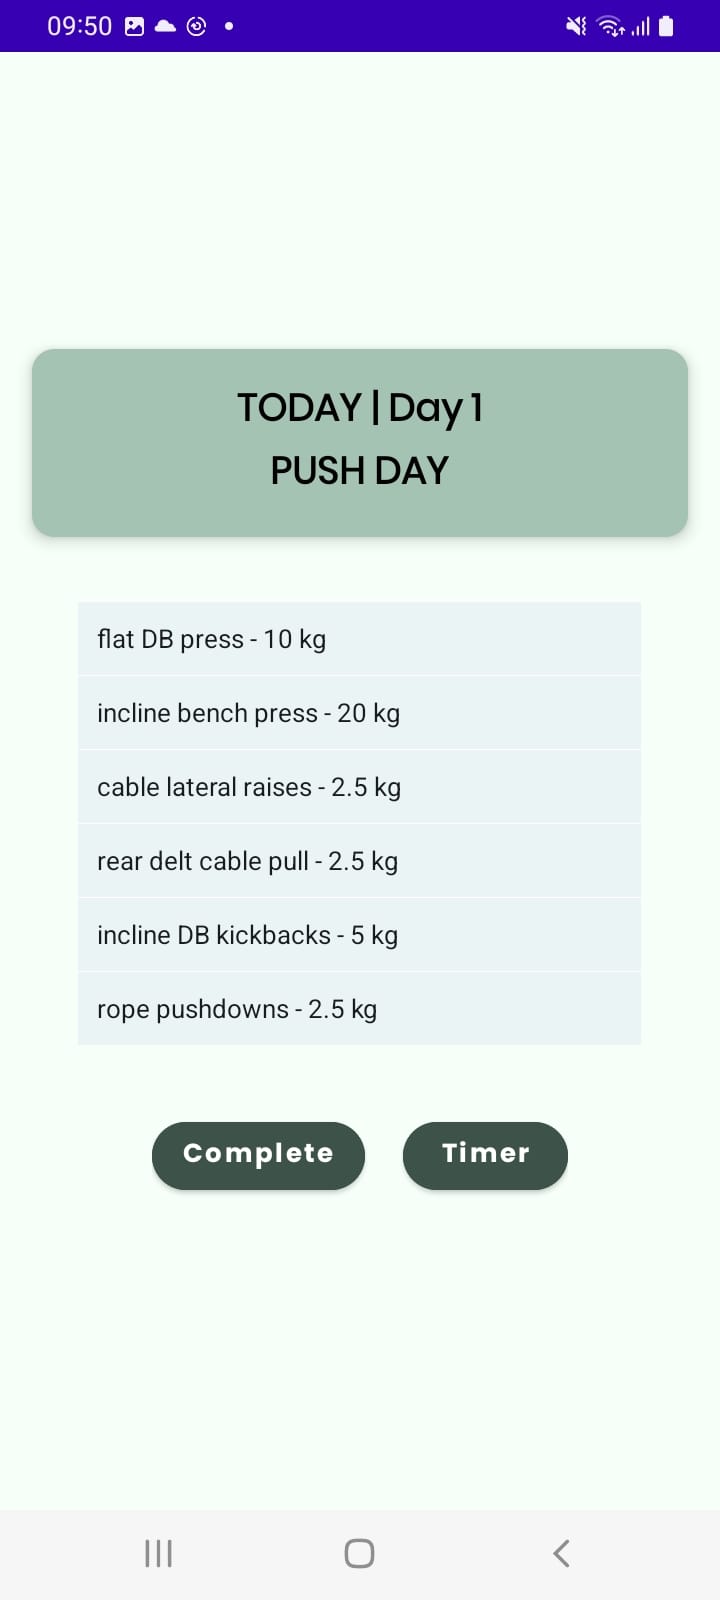 09:50
TODAY | Day 1
PUSH DAY
flat DB press - 10 kg
incline bench press - 20 kg
cable lateral raises - 2.5 kg
rear delt cable pull - 2.5 kg
incline DB kickbacks - 5 kg
rope pushdowns - 2.5 kg
Complete
Timer